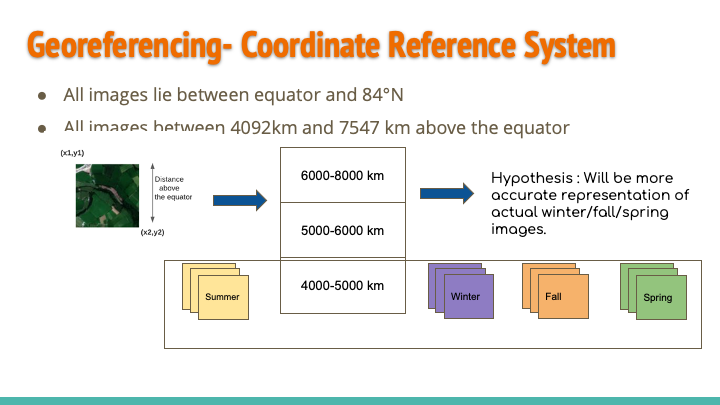 Georeferencing- Coordinate Reference System
● All images lie between equator and 84°N
● All images between 4092km and 7547 km above the equator
(x1,y1)
Distance
above
the equator
(x2,y2)
6000-8000 km
5000-6000 km
4000-5000 km
Hypothesis : Will be more
accurate representation of
actual winter/fall/spring
images.
Summer
Winter
Fall
Spring